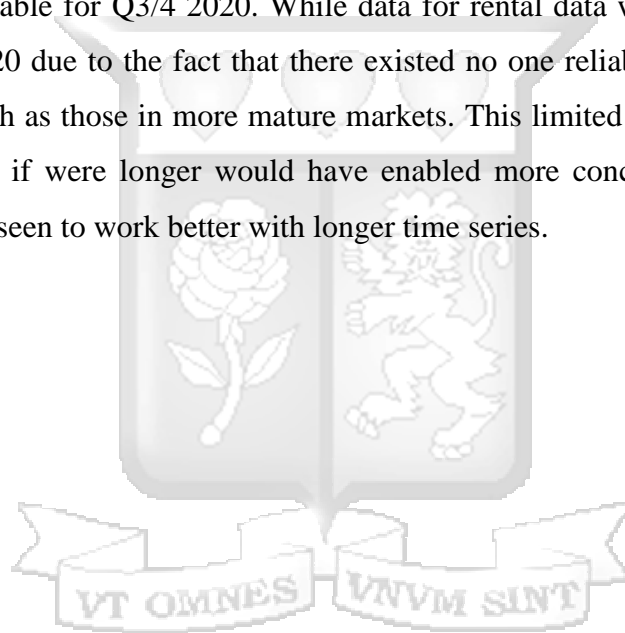 able for Q3/4 2020. While data for rental data
20 due to the fact that there existed no one
h as those in more mature markets. This limited
if were longer would have enabled more
seen to work better with longer time series.
VT OMNES VNVM SINT